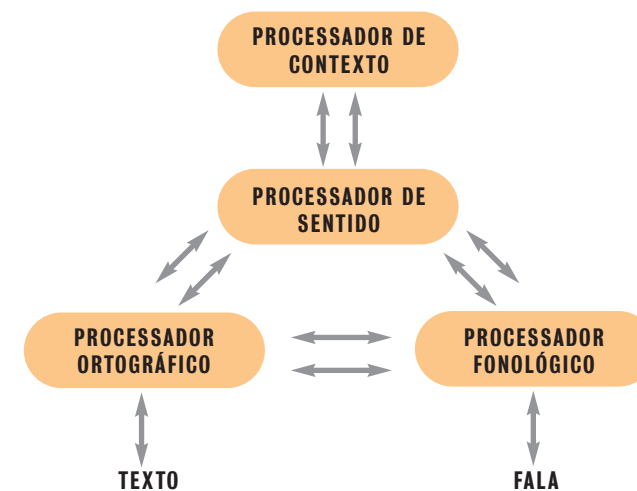 PROCESSADOR DE
CONTEXTO
PROCESSADOR DE
SENTIDO
PROCESSADOR
ORTOGRÁFICO
PROCESSADOR
FONOLÓGICO
TEXTO
FALA